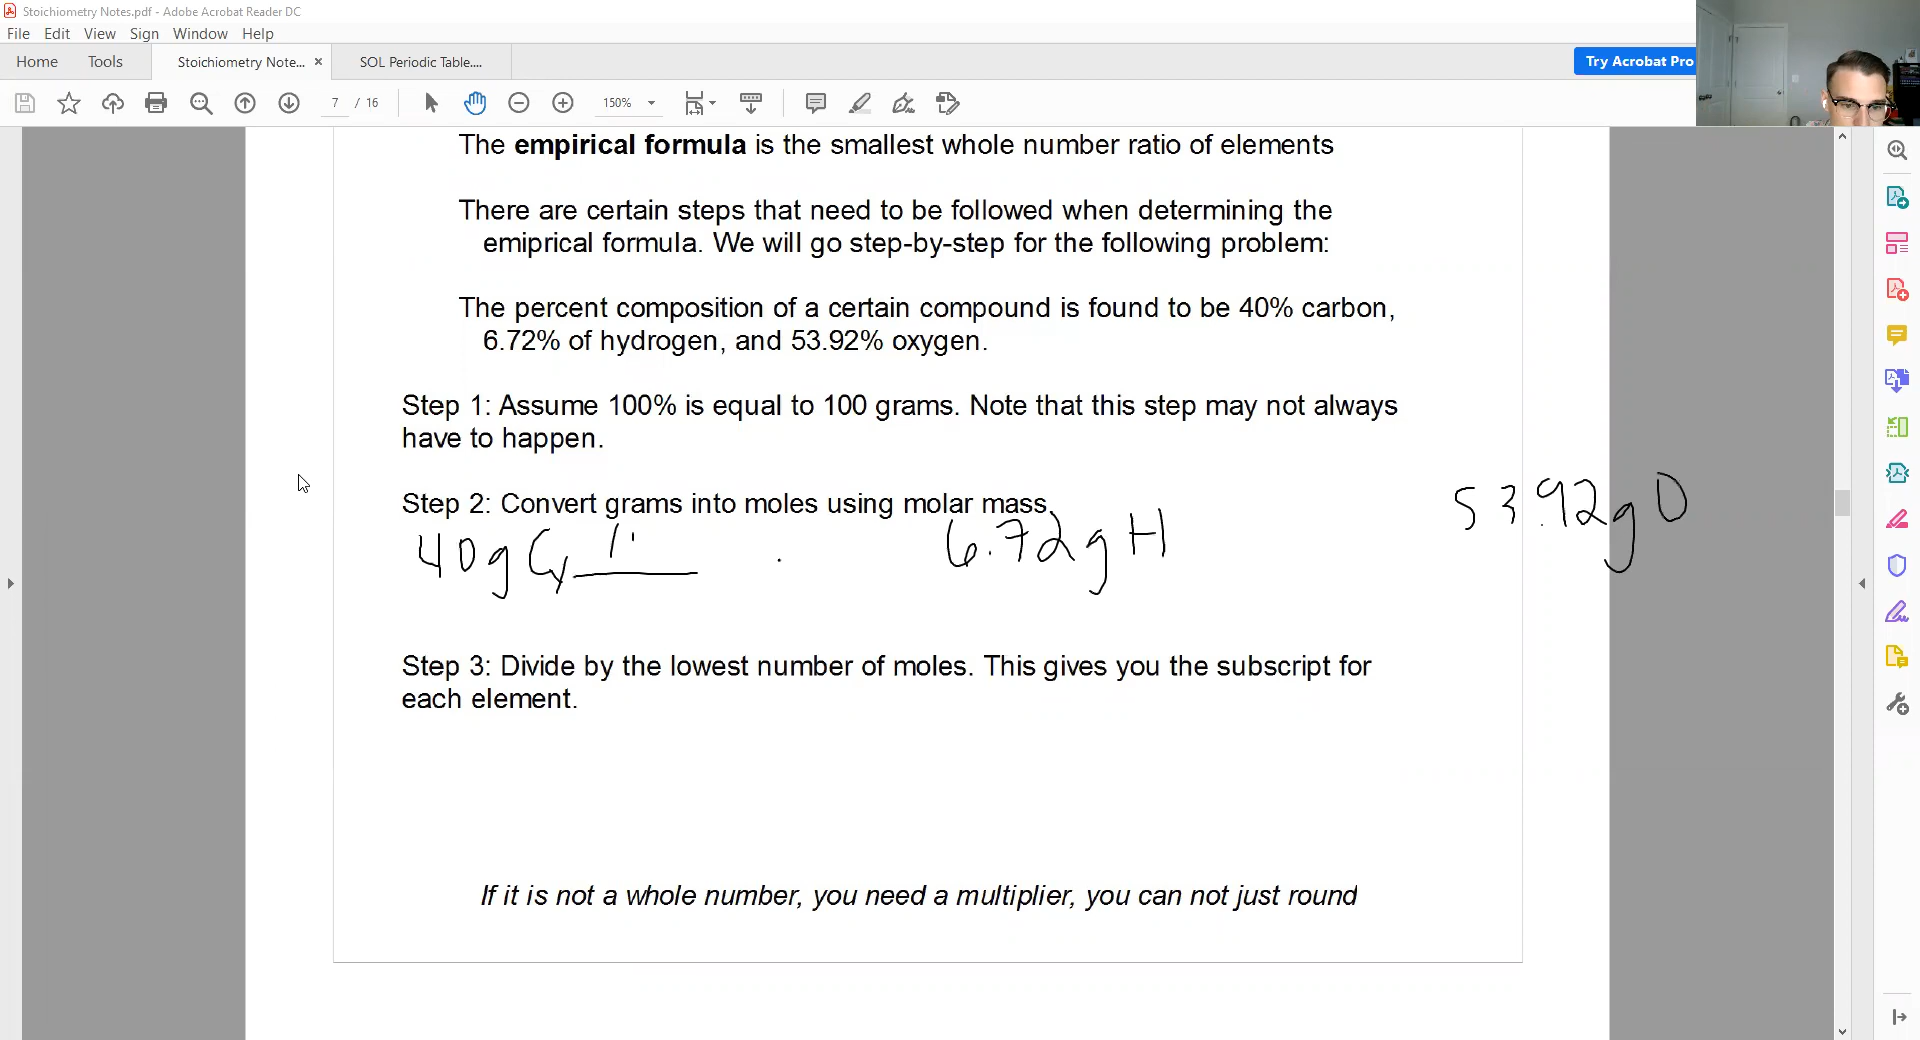 Stoichiometry Notes.pdf - Adobe Acrobat Reader DC
File Edit View Sign Window Help
Home Tools Stoichiometry Note... × SOL Periodic Table....
Try Acrobat Pro
7 / 16 150%
The empirical formula is the smallest whole number ratio of elements
There are certain steps that need to be followed when determining the
emiprical formula. We will go step-by-step for the following problem:
The percent composition of a certain compound is found to be 40% carbon,
6.72% of hydrogen, and 53.92% oxygen.
Step 1: Assume 100% is equal to 100 grams. Note that this step may not always
have to happen.
Step 2: Convert grams into moles using molar mass.
40g C x 1 6.72g H 53.92g O
Step 3: Divide by the lowest number of moles. This gives you the subscript for
each element.
If it is not a whole number, you need a multiplier, you can not just round